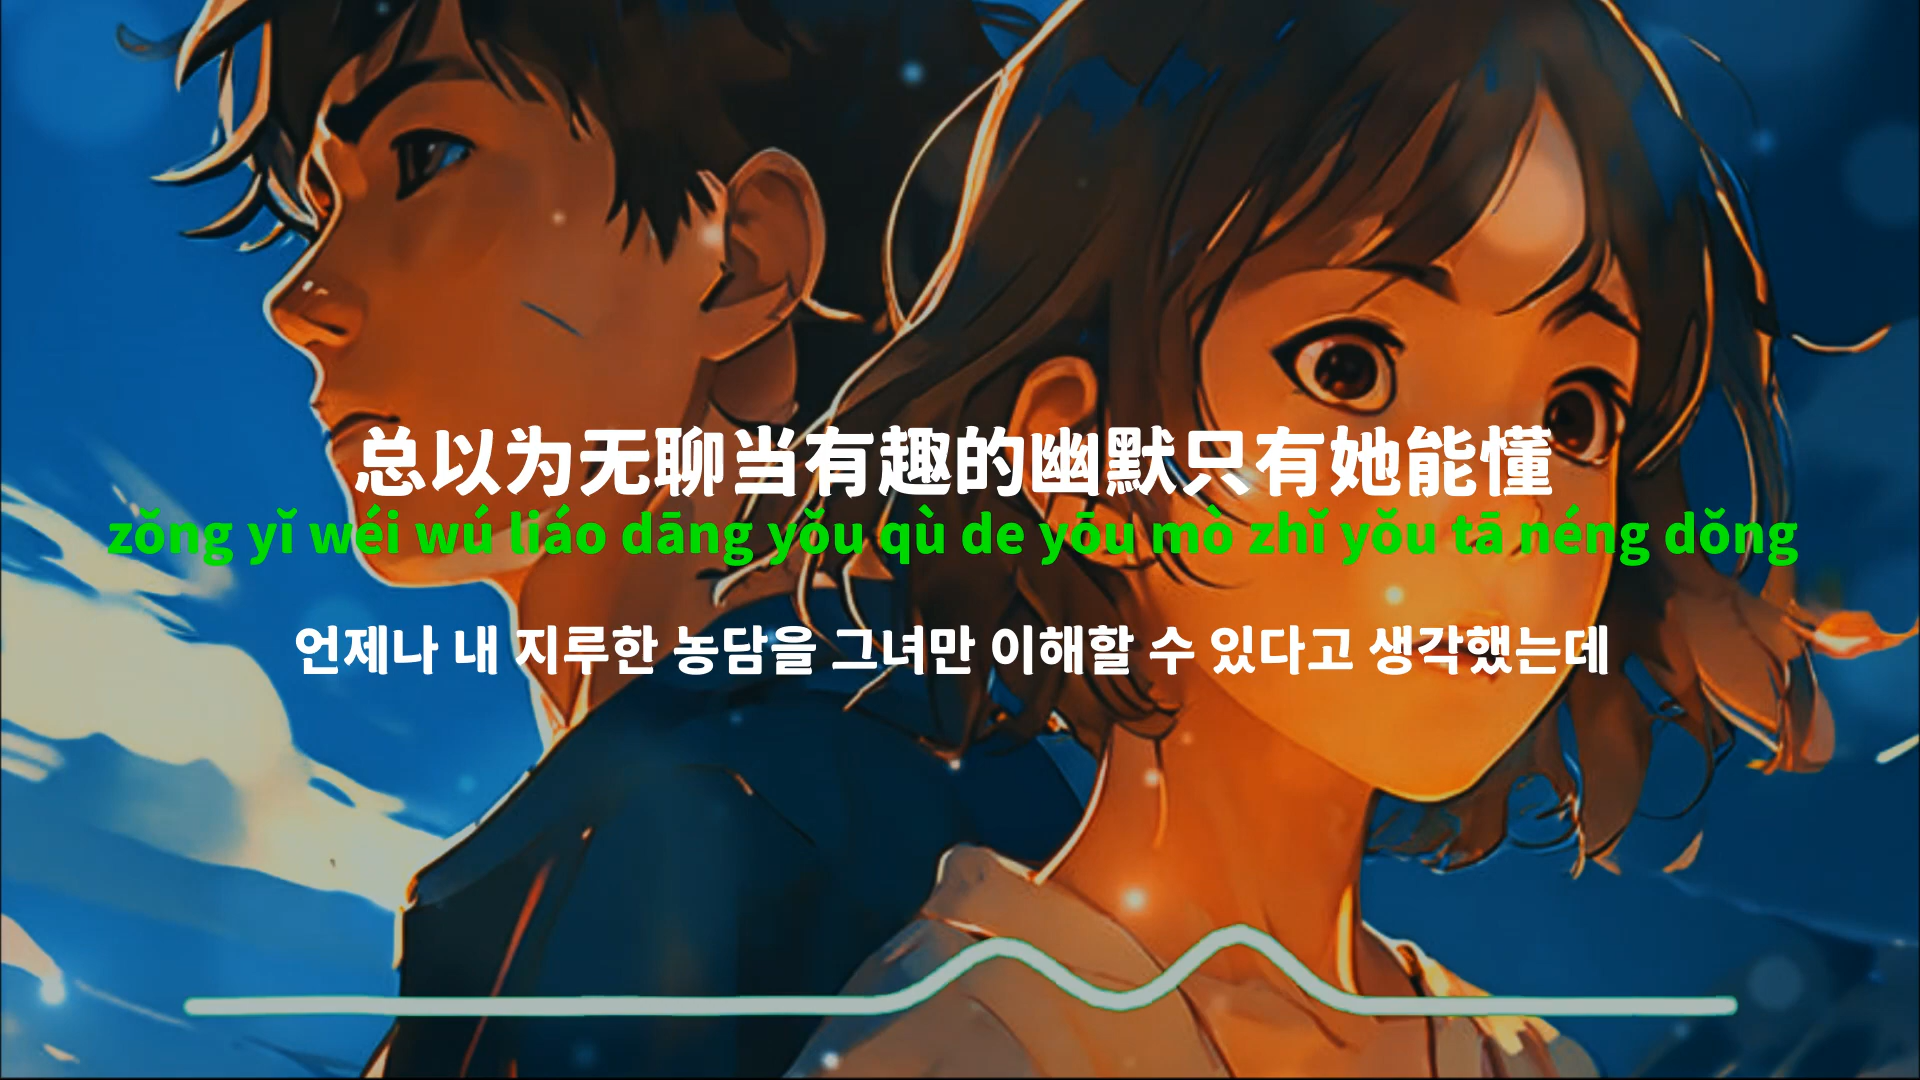 总以为无聊当有趣的幽默只有她能懂
zǒng yǐ wéi wú liáo dāng yǒu qù de yōu mò zhǐ yǒu tā néng dǒng
언제나 내 지루한 농담을 그녀만 이해할 수 있다고 생각했는데